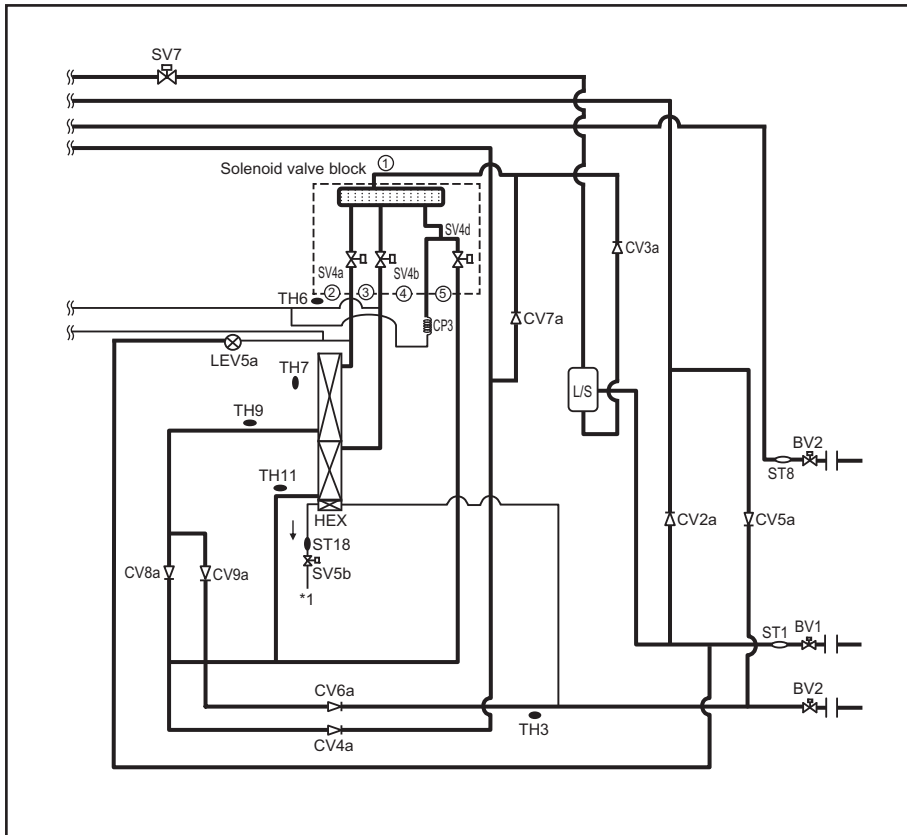 SV7
Solenoid valve block
1
SV4d
SV4a
SV4b
CV3a
2
3
4
5
TH6
CP3
CV7a
LEV5a
TH7
L/S
TH9
BV2
ST8
TH11
HEX
CV2a
CV5a
ST18
CV8a
CV9a
SV5b
*1
ST1
BV1
CV6a
BV2
TH3
CV4a